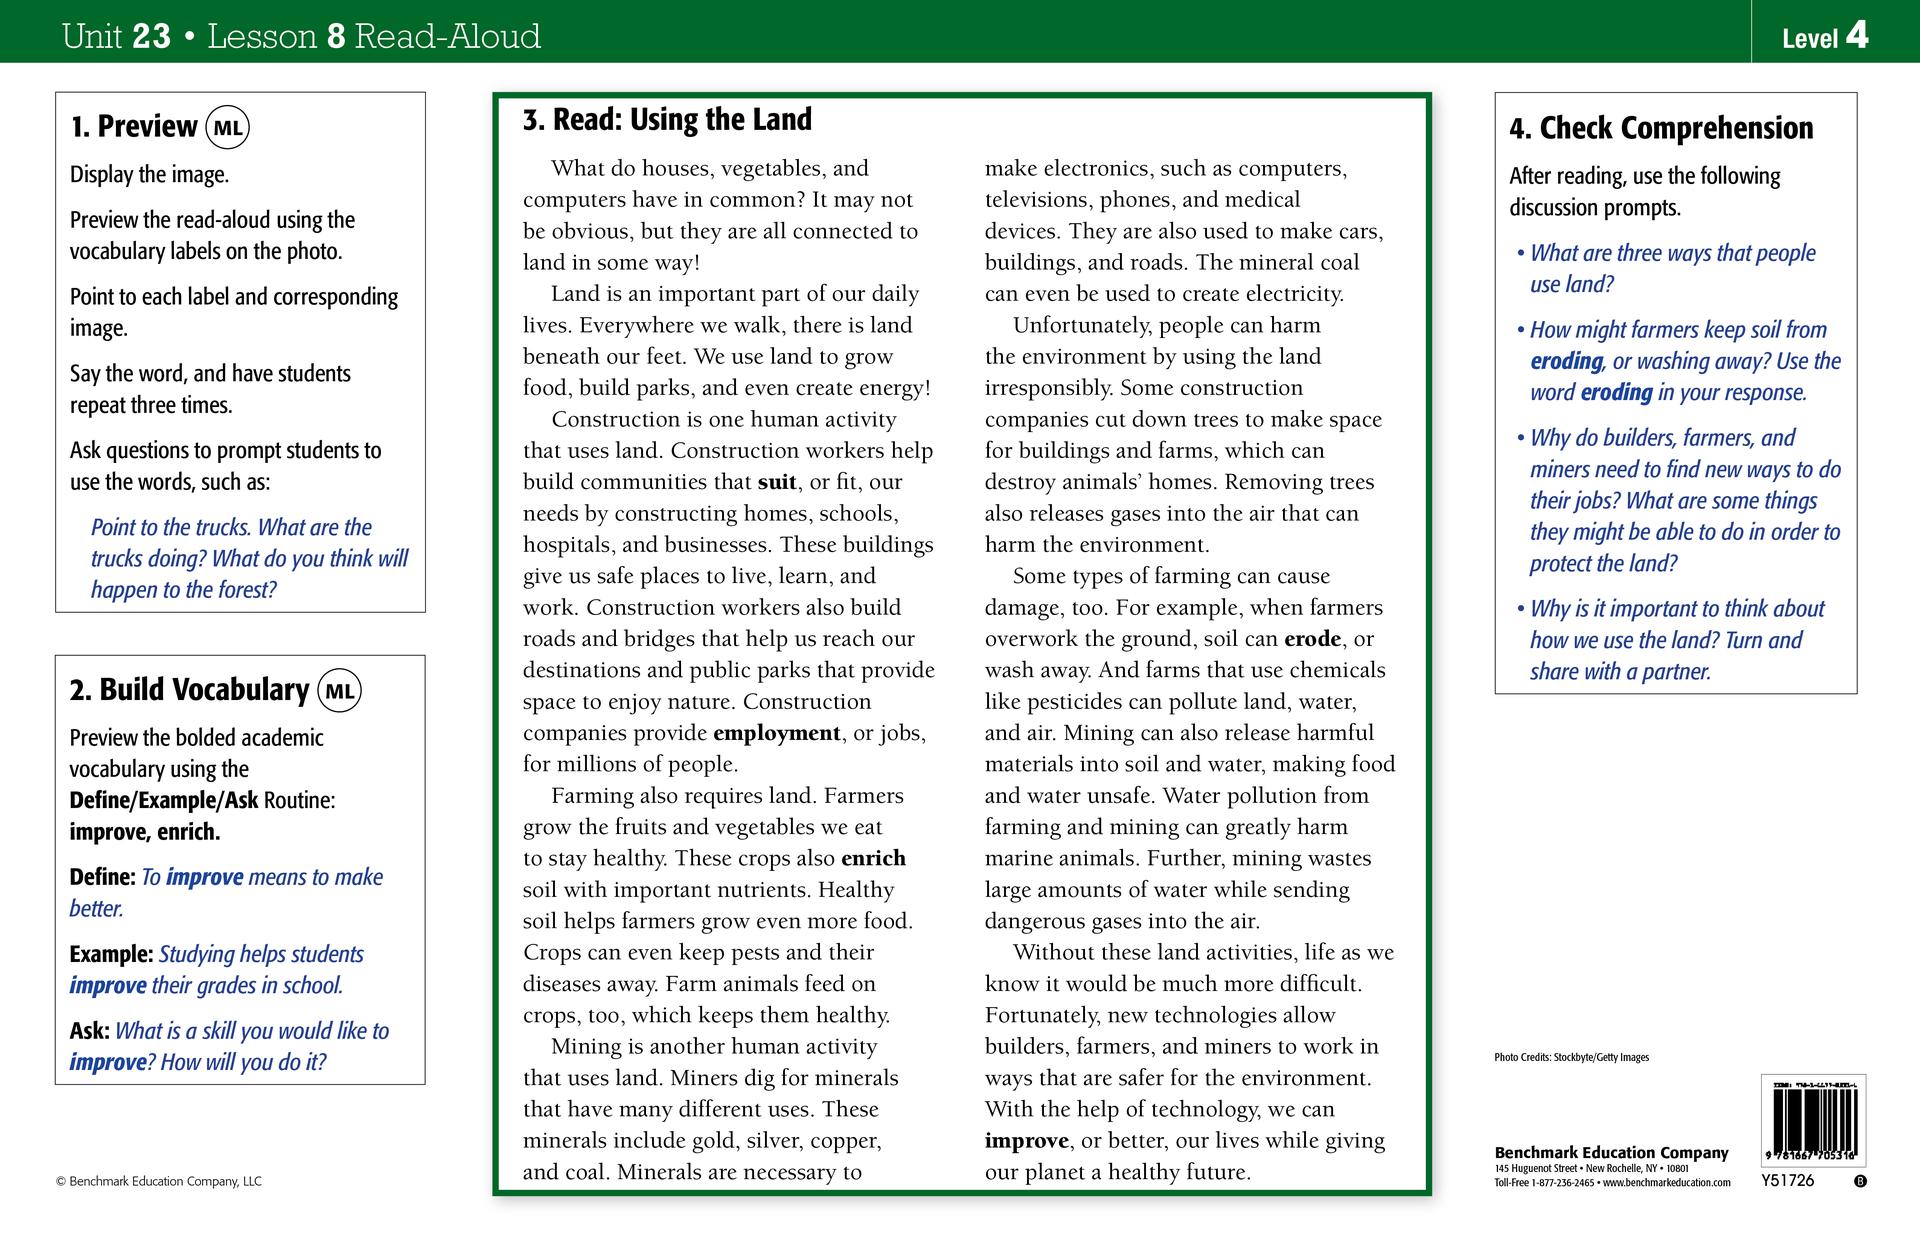 Unit 23 • Lesson 8 Read-Aloud
Level 4
1. Preview ML
Display the image.
Preview the read-aloud using the
vocabulary labels on the photo.
Point to each label and corresponding
image.
Say the word, and have students
repeat three times.
Ask questions to prompt students to
use the words, such as:
Point to the trucks. What are the
trucks doing? What do you think will
happen to the forest?
2. Build Vocabulary ML
Preview the bolded academic
vocabulary using the
Define/Example/Ask Routine:
improve, enrich.
Define: To improve means to make
better.
Example: Studying helps students
improve their grades in school.
Ask: What is a skill you would like to
improve? How will you do it?
© Benchmark Education Company, LLC
3. Read: Using the Land
What do houses, vegetables, and
computers have in common? It may not
be obvious, but they are all connected to
land in some way!
Land is an important part of our daily
lives. Everywhere we walk, there is land
beneath our feet. We use land to grow
food, build parks, and even create energy!
Construction is one human activity
that uses land. Construction workers help
build communities that suit, or fit, our
needs by constructing homes, schools,
hospitals, and businesses. These buildings
give us safe places to live, learn, and
work. Construction workers also build
roads and bridges that help us reach our
destinations and public parks that provide
space to enjoy nature. Construction
companies provide employment, or jobs,
for millions of people.
Farming also requires land. Farmers
grow the fruits and vegetables we eat
to stay healthy. These crops also enrich
soil with important nutrients. Healthy
soil helps farmers grow even more food.
Crops can even keep pests and their
diseases away. Farm animals feed on
crops, too, which keeps them healthy.
Mining is another human activity
that uses land. Miners dig for minerals
that have many different uses. These
minerals include gold, silver, copper,
and coal. Minerals are necessary to
make electronics, such as computers,
televisions, phones, and medical
devices. They are also used to make cars,
buildings, and roads. The mineral coal
can even be used to create electricity.
Unfortunately, people can harm
the environment by using the land
irresponsibly. Some construction
companies cut down trees to make space
for buildings and farms, which can
destroy animals’ homes. Removing trees
also releases gases into the air that can
harm the environment.
Some types of farming can cause
damage, too. For example, when farmers
overwork the ground, soil can erode, or
wash away. And farms that use chemicals
like pesticides can pollute land, water,
and air. Mining can also release harmful
materials into soil and water, making food
and water unsafe. Water pollution from
farming and mining can greatly harm
marine animals. Further, mining wastes
large amounts of water while sending
dangerous gases into the air.
Without these land activities, life as we
know it would be much more difficult.
Fortunately, new technologies allow
builders, farmers, and miners to work in
ways that are safer for the environment.
With the help of technology, we can
improve, or better, our lives while giving
our planet a healthy future.
4. Check Comprehension
After reading, use the following
discussion prompts.
• What are three ways that people
use land?
• How might farmers keep soil from
eroding, or washing away? Use the
word eroding in your response.
• Why do builders, farmers, and
miners need to find new ways to do
their jobs? What are some things
they might be able to do in order to
protect the land?
• Why is it important to think about
how we use the land? Turn and
share with a partner.
Photo Credits: Stockbyte/Getty Images
Benchmark Education Company
145 Huguenot Street • New Rochelle, NY • 10801
Toll-Free 1-877-236-2465 • www.benchmarkeducation.com
9 781667 705316
Y51726
B